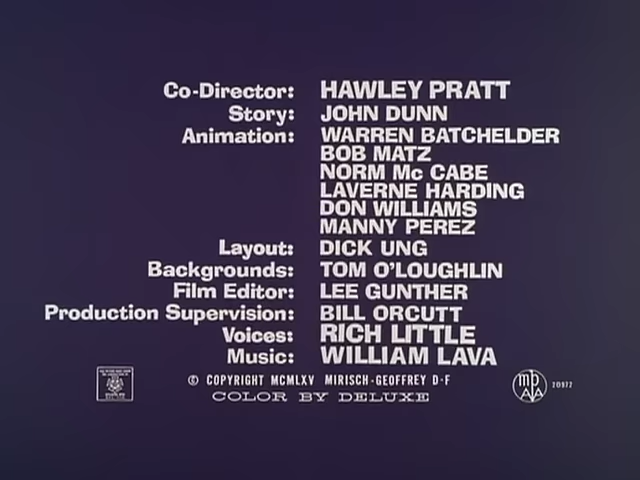 Co-Director: HAWLEY PRATT
Story: JOHN DUNN
Animation: WARREN BATCHELDER
BOB MATZ
NORM Mc CABE
LAVERNE HARDING
DON WILLIAMS
MANNY PEREZ
Layout: DICK UNG
Backgrounds: TOM O'LOUGHLIN
Film Editor: LEE GUNTHER
Production Supervision: BILL ORCUTT
Voices: RICH LITTLE
Music: WILLIAM LAVA
© COPYRIGHT MCMLXV MIRISCH-GEOFFREY D-F
COLOR BY DELUXE
MPAA